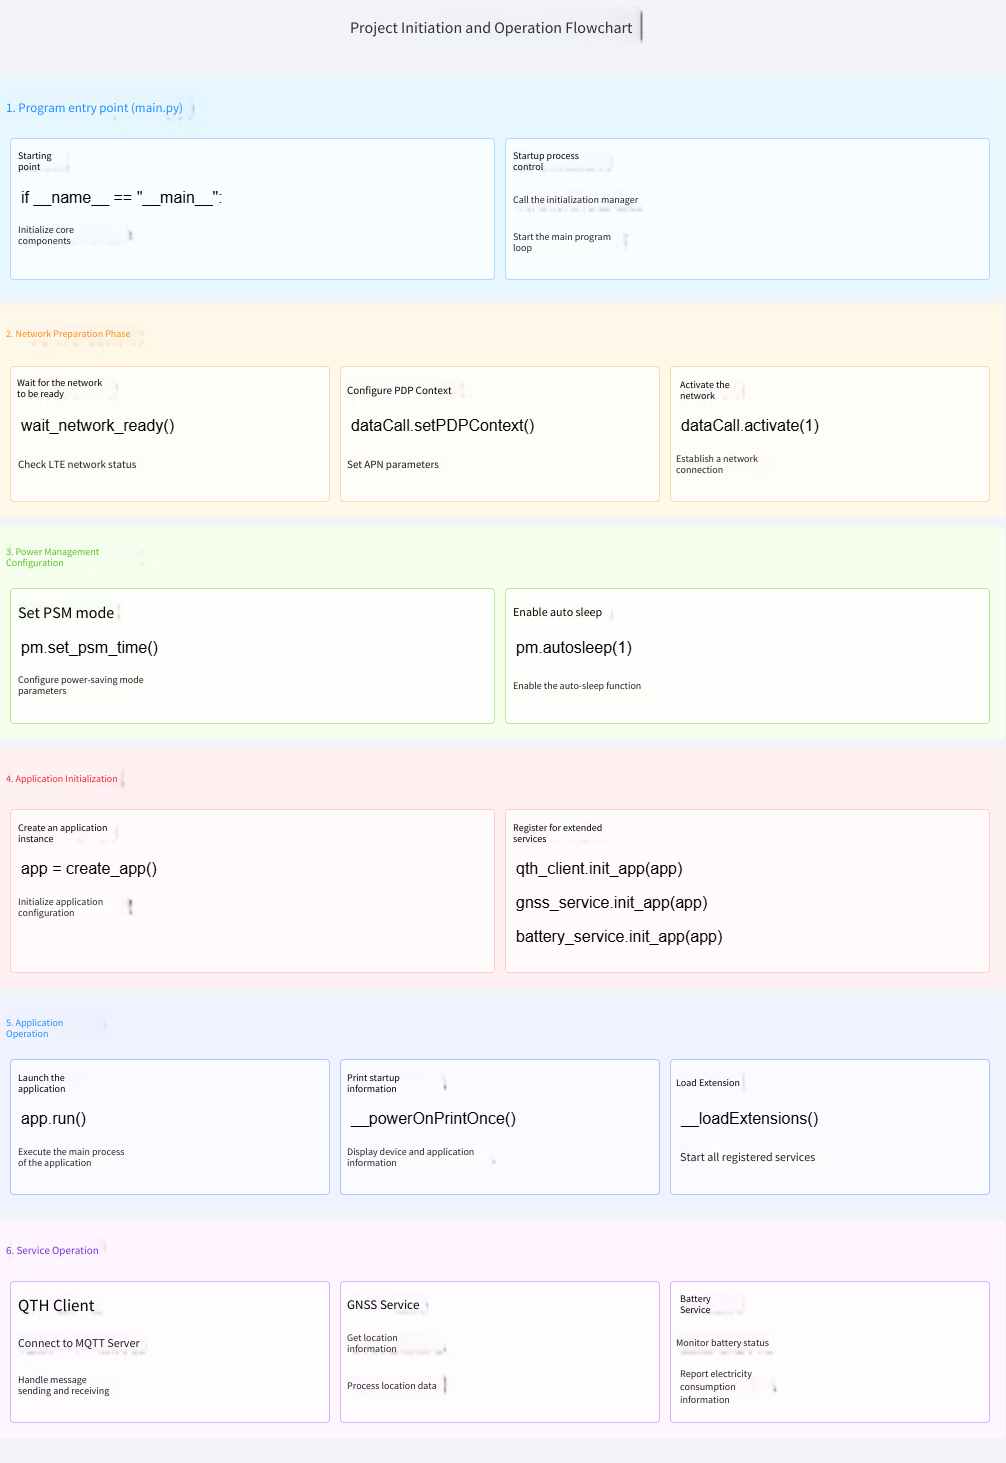 Project Initiation and Operation Flowchart
1. Program entry point (main.py)
Starting
point
if __name__ == "__main__":
Initialize core
components
Startup process
control
Call the initialization manager
Start the main program
loop
2. Network Preparation Phase
Wait for the network
to be ready
wait_network_ready()
Check LTE network status
Configure PDP Context
dataCall.setPDPContext()
Set APN parameters
Activate the
network
dataCall.activate(1)
Establish a network
connection
3. Power Management
Configuration
Set PSM mode
pm.set_psm_time()
Configure power-saving mode
parameters
Enable auto sleep
pm.autosleep(1)
Enable the auto-sleep function
4. Application Initialization
Create an application
instance
app = create_app()
Initialize application
configuration
Register for extended
services
qth_client.init_app(app)
gnss_service.init_app(app)
battery_service.init_app(app)
5. Application
Operation
Launch the
application
app.run()
Execute the main process
of the application
Print startup
information
__powerOnPrintOnce()
Display device and application
information
Load Extension
__loadExtensions()
Start all registered services
6. Service Operation
QTH Client
Connect to MQTT Server
Handle message
sending and receiving
GNSS Service
Get location
information
Process location data
Battery
Service
Monitor battery status
Report electricity
consumption
information